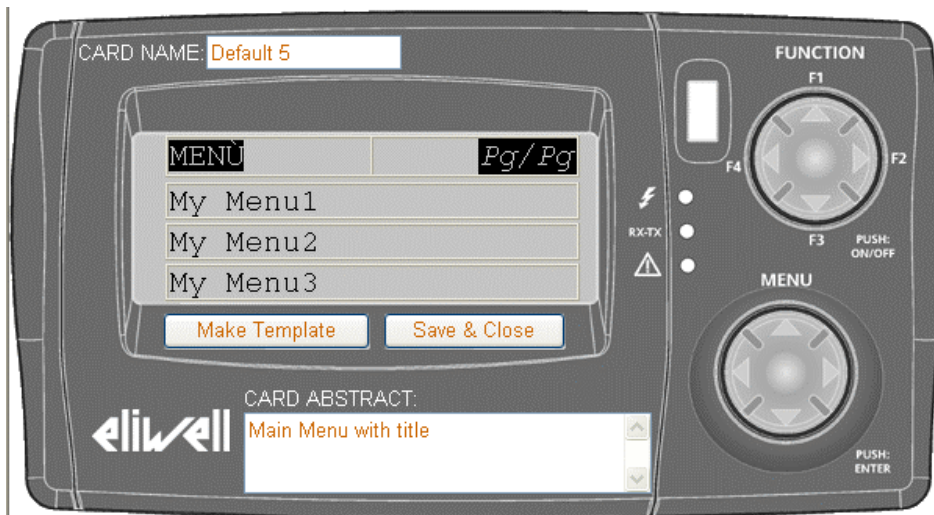 CARD NAME: Default 5
MENÙ Pg/Pg
My Menu1
My Menu2
My Menu3
Make Template Save & Close
CARD ABSTRACT:
Main Menu with title
eliwell
FUNCTION
F1
F4 F2
F3
PUSH:
ON/OFF
RX-TX
MENU
PUSH:
ENTER